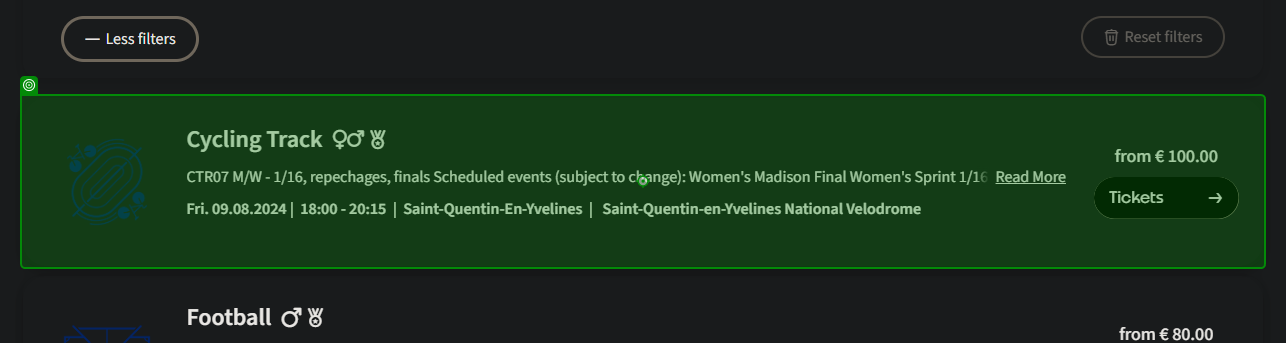 — Less filters
Reset filters
Cycling Track
from € 100.00
CTR07 M/W - 1/16, repechages, finals Scheduled events (subject to change): Women's Madison Final Women's Sprint 1/16 Read More
Tickets →
Fri. 09.08.2024 | 18:00 - 20:15 | Saint-Quentin-En-Yvelines | Saint-Quentin-en-Yvelines National Velodrome
Football
from € 80.00